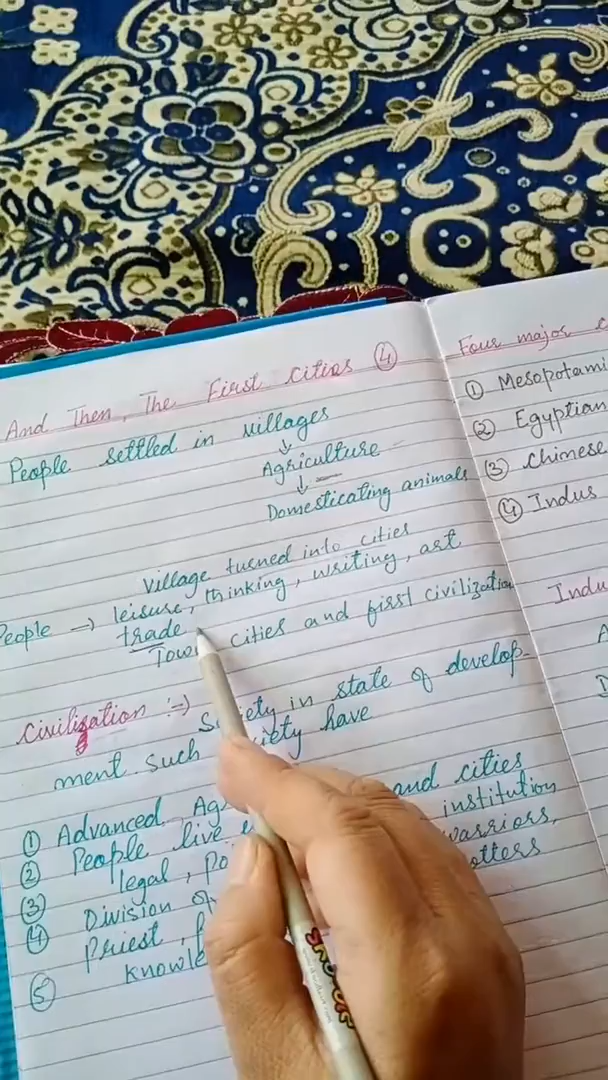 And Then, The First Cities ④
People settled in villages
↓
Agriculture
↓
Domesticating animals
Village turned into cities
People → leisure, thinking, writing, art
trade
cities and first civilization
Civilization :→ Society in state of develop-
ment. such society have
① Advanced and cities
② People live institution
legal, warriors,
③ Division of otters
④ Priest,
knowle
⑤
Four major
① Mesopotami
② Egyptian
③ Chinese
④ Indus
Indu